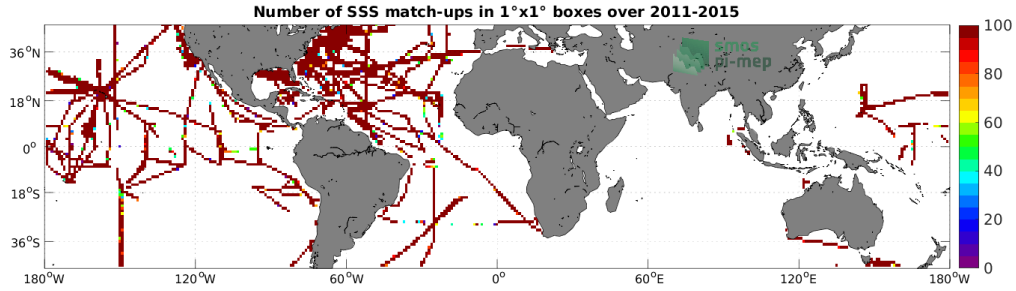 Number of SSS match-ups in 1°x1° boxes over 2011-2015
36°N
18°N
0°
18°S
36°S
180°W
120°W
60°W
0°
60°E
120°E
180°W
100
80
60
40
20
0
smos
pi-mep